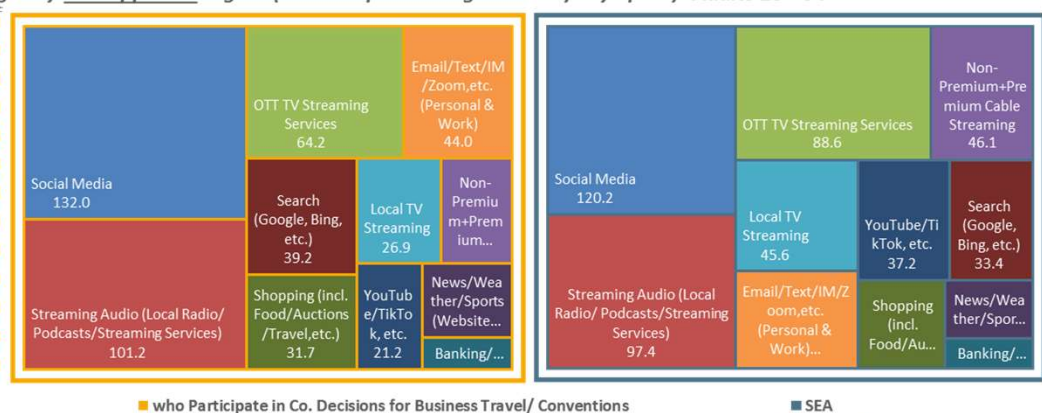 Social Media
132.0
Streaming Audio (Local Radio/
Podcasts/Streaming Services)
101.2
OTT TV Streaming
Services
64.2
Email/Text/IM
/Zoom,etc.
(Personal &
Work)
44.0
Search
(Google, Bing,
etc.)
39.2
Local TV
Streaming
26.9
Non-
Premiu
m+Prem
ium...
Shopping (incl.
Food/Auctions
/Travel,etc.)
31.7
YouTub
e/TikTo
k, etc.
21.2
News/Wea
ther/Sports
(Website...
Banking/...
Social Media
120.2
Streaming Audio (Local Radio/
Podcasts/Streaming
Services)
97.4
OTT TV Streaming Services
88.6
Non-
Premium+Pre
mium Cable
Streaming
46.1
Local TV
Streaming
45.6
YouTube/Ti
kTok, etc.
37.2
Search
(Google,
Bing, etc.)
33.4
Email/Text/IM/Z
oom,etc.
(Personal &
Work)...
Shopping
(incl.
Food/Au...
News/Wea
ther/Spor...
Banking/...
who Participate in Co. Decisions for Business Travel/ Conventions
SEA